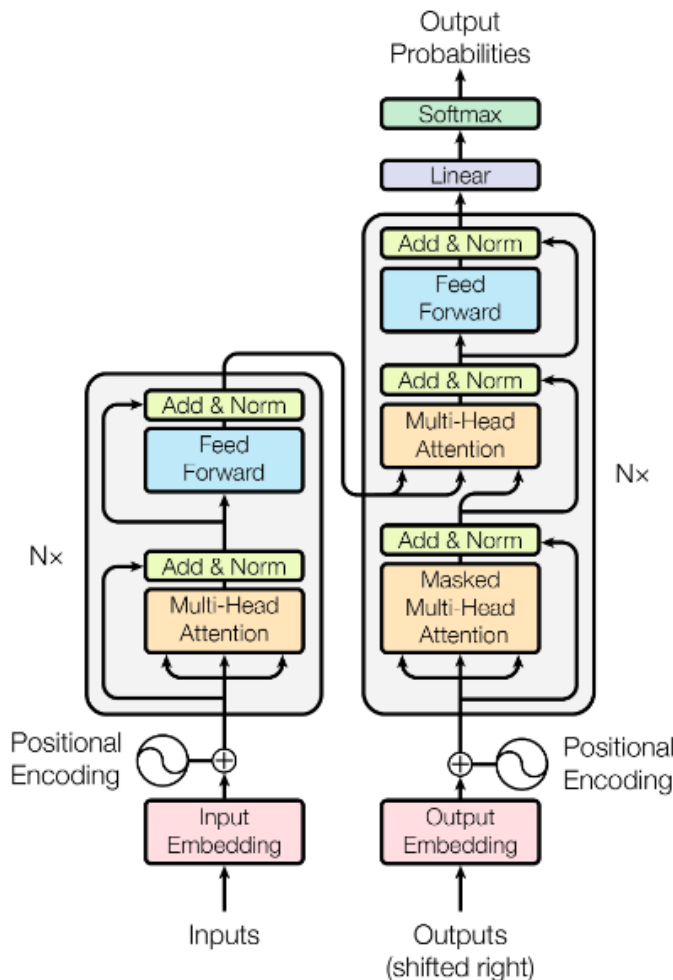 Output
Probabilities
Softmax
Linear
Add & Norm
Feed
Forward
Add & Norm
Multi-Head
Attention
Add & Norm
Masked
Multi-Head
Attention
N×
Add & Norm
Feed
Forward
Add & Norm
Multi-Head
Attention
N×
Positional
Encoding
Positional
Encoding
Input
Embedding
Output
Embedding
Inputs
Outputs
(shifted right)